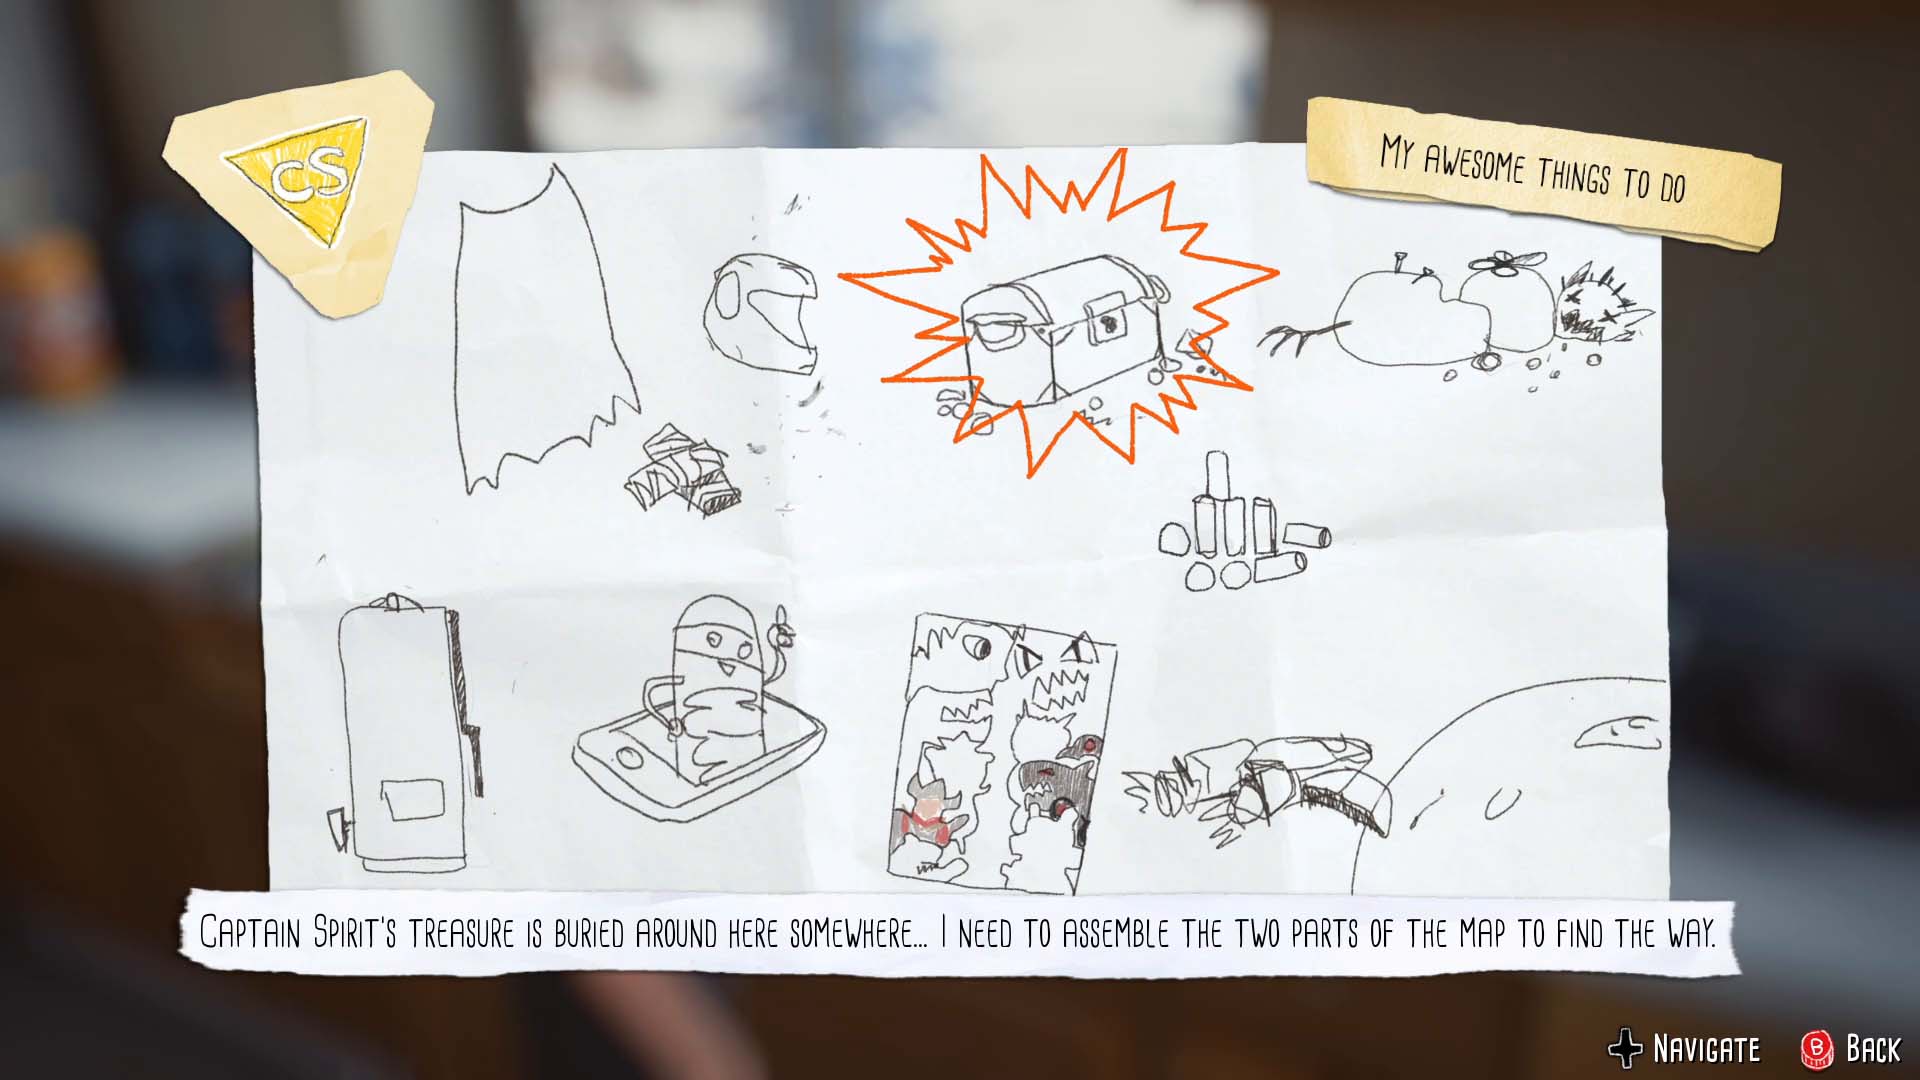 CS
MY AWESOME THINGS TO DO
CAPTAIN SPIRIT'S TREASURE IS BURIED AROUND HERE SOMEWHERE... I NEED TO ASSEMBLE THE TWO PARTS OF THE MAP TO FIND THE WAY.
NAVIGATE B BACK